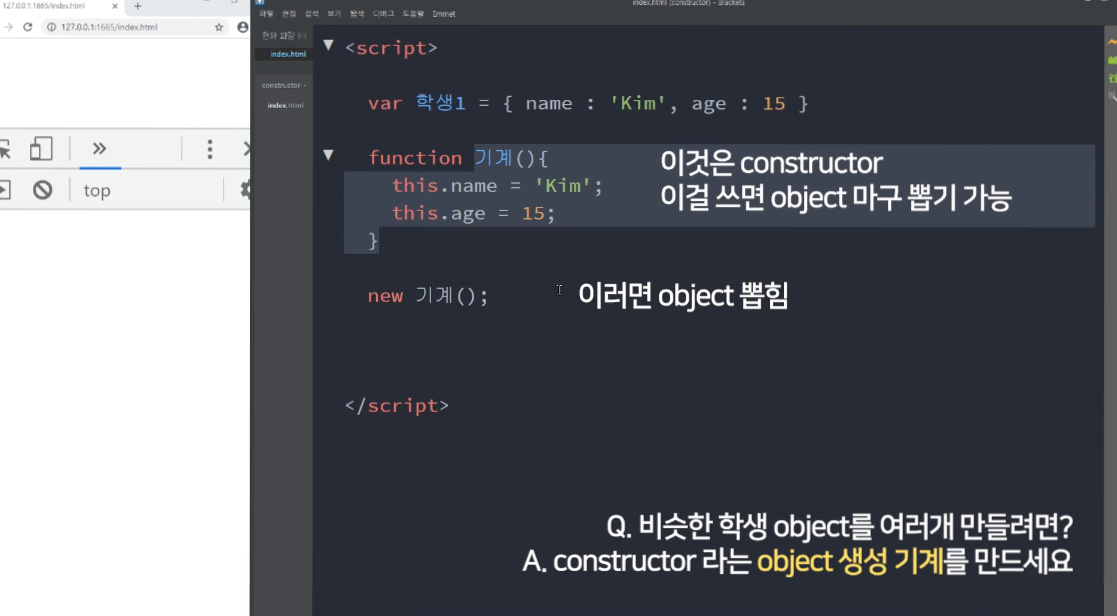 127.0.0.1:1665/index.html
index.html (constructor) - Brackets
127.0.0.1:1665/index.html
파일 편집 검색 보기 탐색 디버그 도움말 Emmet
현재 파일
index.html
constructor
index.html
top
<script>
var 학생1 = { name : 'Kim', age : 15 }
function 기계(){
this.name = 'Kim';
this.age = 15;
}
이것은 constructor
이걸 쓰면 object 마구 뽑기 가능
new 기계();
이러면 object 뽑힘
</script>
Q. 비슷한 학생 object를 여러개 만들려면?
A. constructor 라는 object 생성 기계를 만드세요